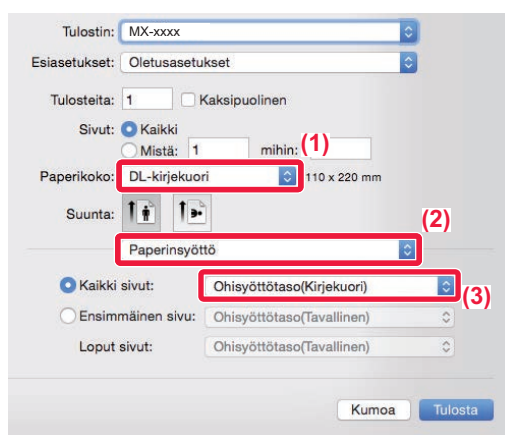 Tulostin: MX-xxxx
Esiasetukset: Oletusasetukset
Tulosteita: 1 Kaksipuolinen
Sivut: Kaikki
Mistä: 1 mihin:
(1)
Paperikoko: DL-kirjekuori 110 x 220 mm
Suunta:
(2)
Paperinsyöttö
Kaikki sivut: Ohisyöttötaso(Kirjekuori)
(3)
Ensimmäinen sivu: Ohisyöttötaso(Tavallinen)
Loput sivut: Ohisyöttötaso(Tavallinen)
Kumoa Tulosta